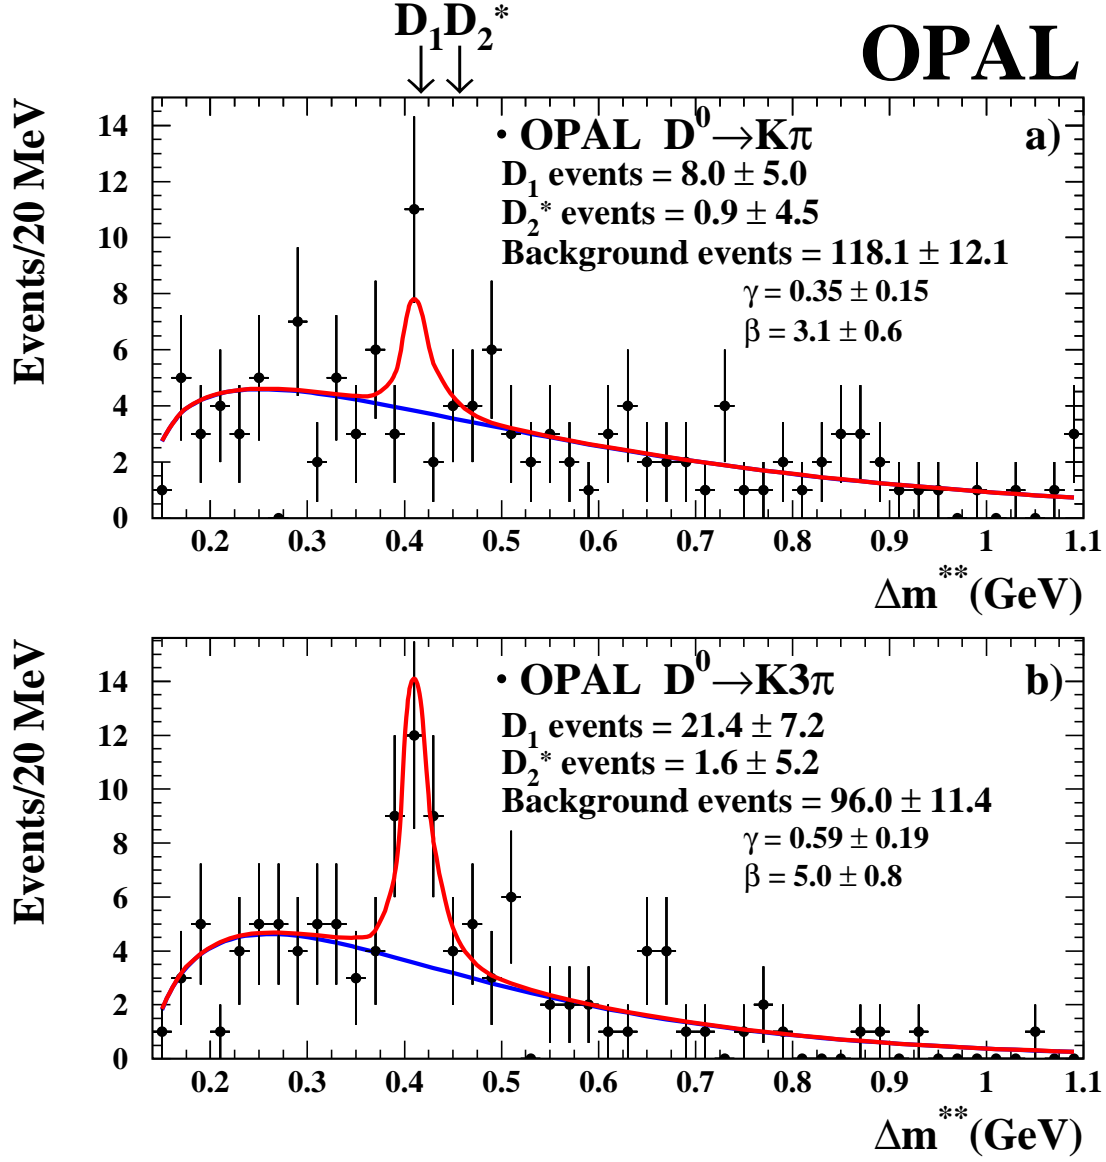 D₁D₂*
OPAL
• OPAL D⁰→Kπ
a)
D₁ events = 8.0 ± 5.0
D₂* events = 0.9 ± 4.5
Background events = 118.1 ± 12.1
γ = 0.35 ± 0.15
β = 3.1 ± 0.6
Events/20 MeV
14
12
10
8
6
4
2
0
0.2 0.3 0.4 0.5 0.6 0.7 0.8 0.9 1 1.1
Δm**(GeV)
• OPAL D⁰→K3π
b)
D₁ events = 21.4 ± 7.2
D₂* events = 1.6 ± 5.2
Background events = 96.0 ± 11.4
γ = 0.59 ± 0.19
β = 5.0 ± 0.8
Events/20 MeV
14
12
10
8
6
4
2
0
0.2 0.3 0.4 0.5 0.6 0.7 0.8 0.9 1 1.1
Δm**(GeV)